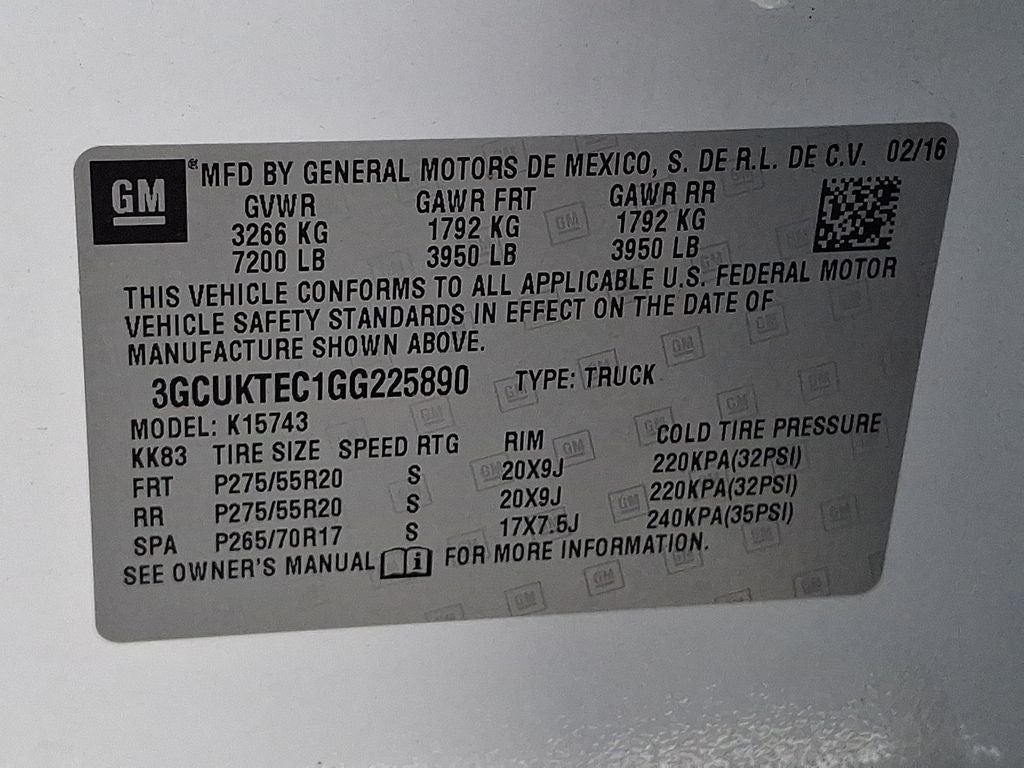 GM
® MFD BY GENERAL MOTORS DE MEXICO, S. DE R.L. DE C.V. 02/16
GVWR GAWR FRT GAWR RR
3266 KG 1792 KG 1792 KG
7200 LB 3950 LB 3950 LB
THIS VEHICLE CONFORMS TO ALL APPLICABLE U.S. FEDERAL MOTOR
VEHICLE SAFETY STANDARDS IN EFFECT ON THE DATE OF
MANUFACTURE SHOWN ABOVE.
3GCUKTEC1GG225890 TYPE: TRUCK
MODEL: K15743
KK83 TIRE SIZE SPEED RTG RIM COLD TIRE PRESSURE
FRT P275/55R20 S 20X9J 220KPA(32PSI)
RR P275/55R20 S 20X9J 220KPA(32PSI)
SPA P265/70R17 S 17X7.5J 240KPA(35PSI)
SEE OWNER'S MANUAL i FOR MORE INFORMATION.